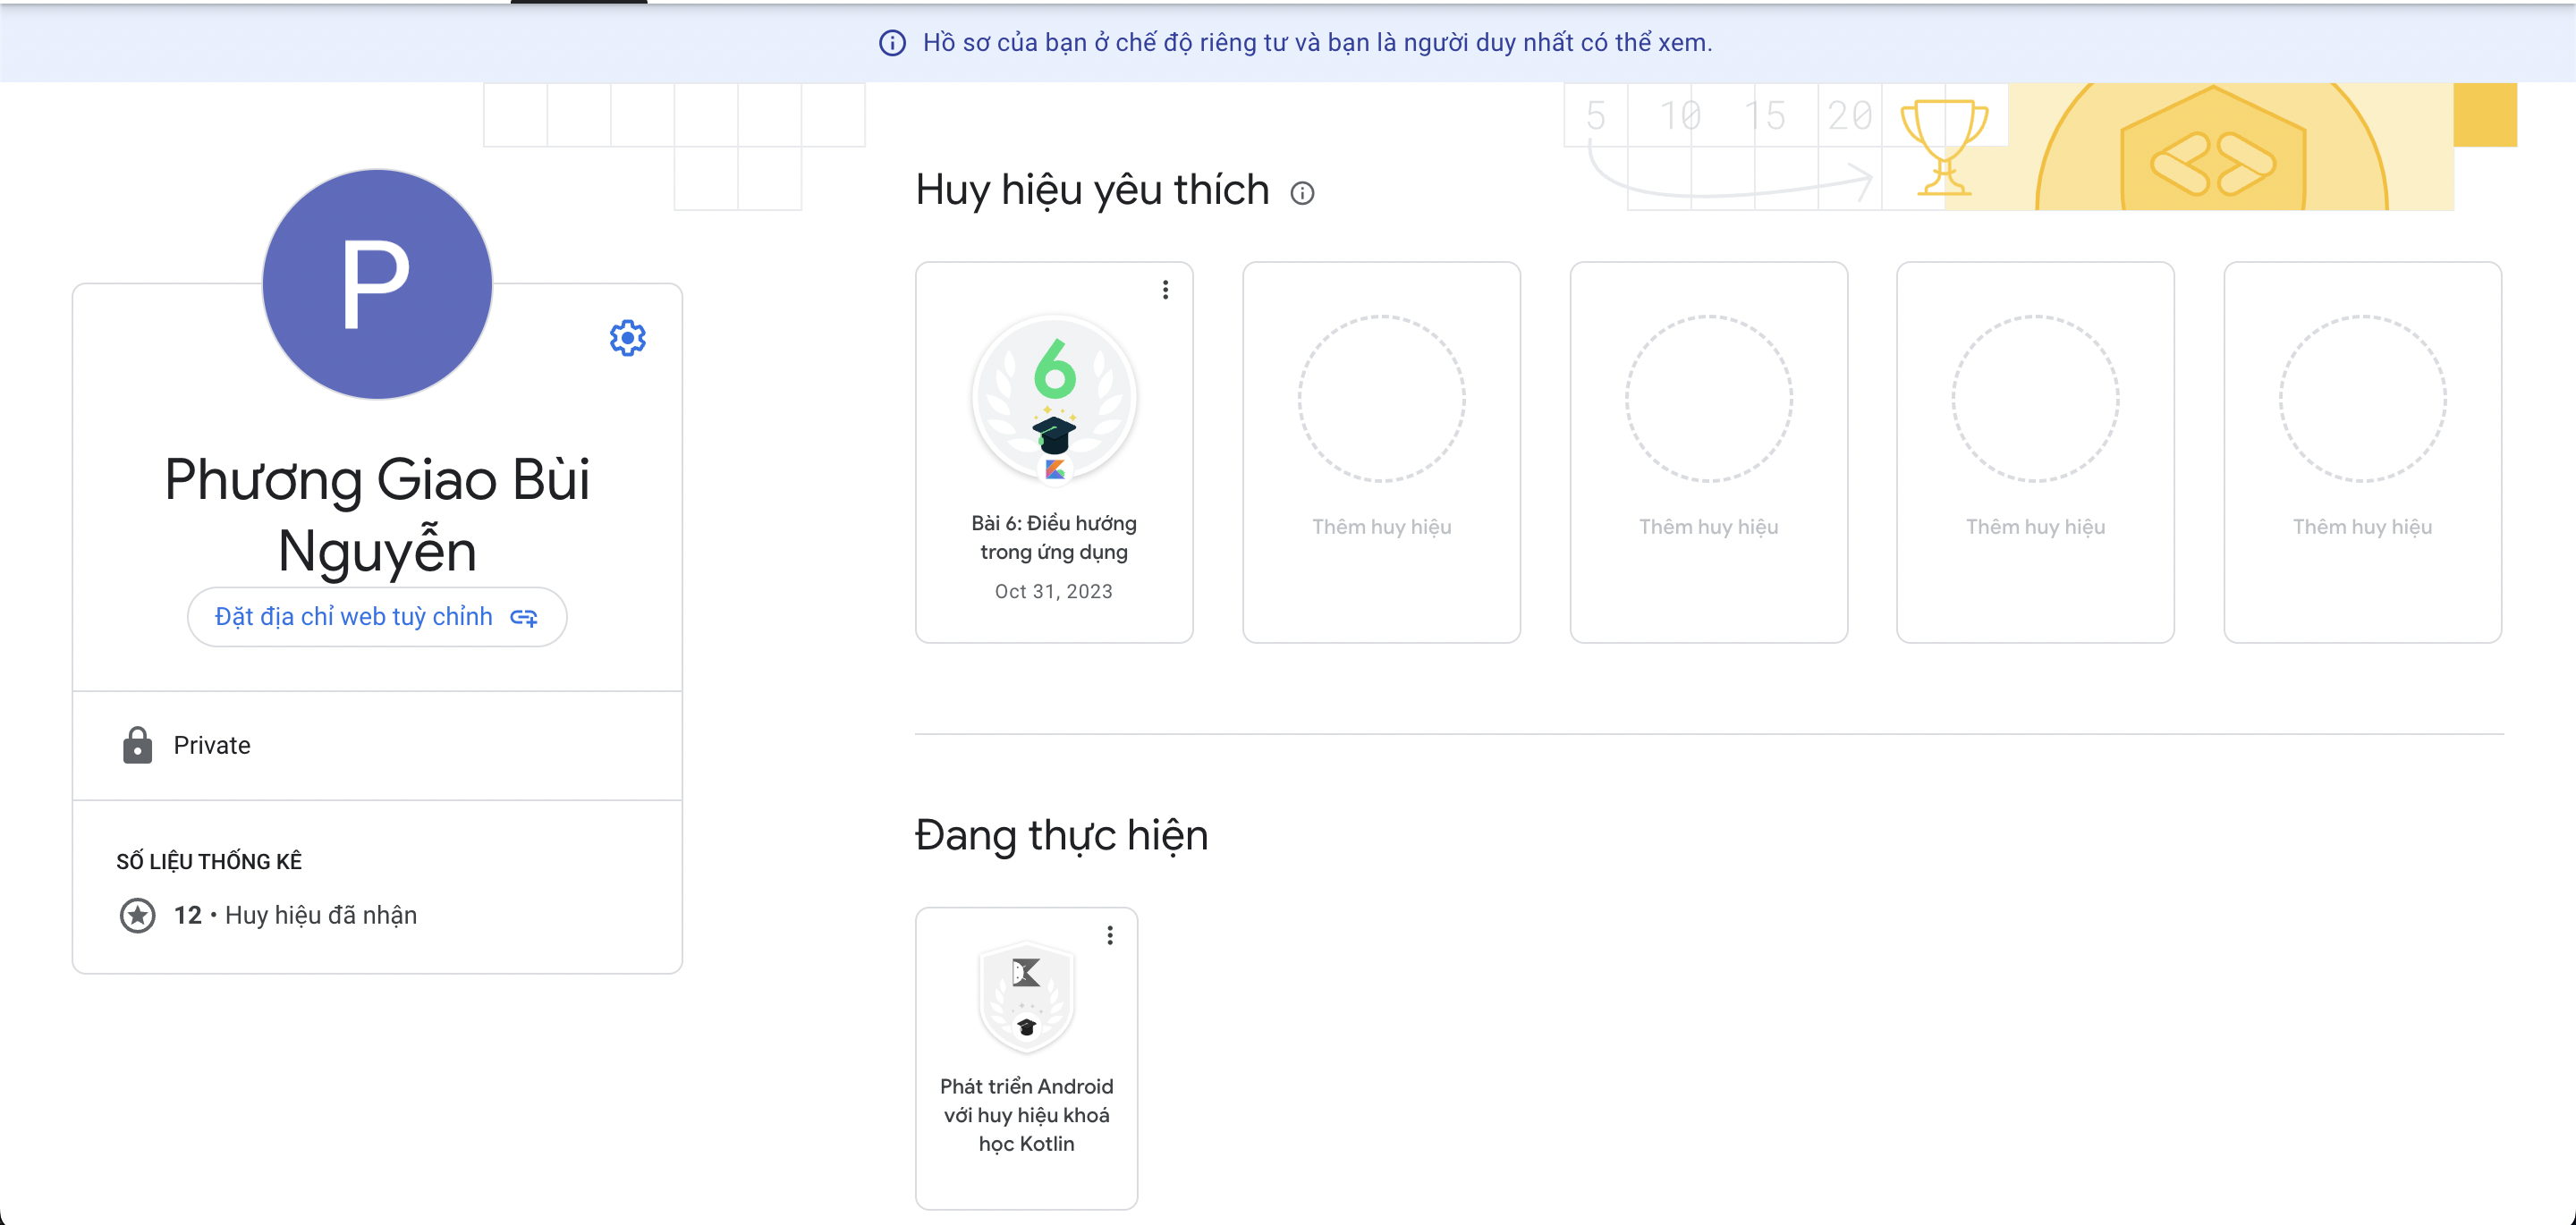 Hồ sơ của bạn ở chế độ riêng tư và bạn là người duy nhất có thể xem.
5 10 15 20
P
Phương Giao Bùi
Nguyễn
Đặt địa chỉ web tuỳ chỉnh
Private
SỐ LIỆU THỐNG KÊ
12 • Huy hiệu đã nhận
Huy hiệu yêu thích
6
Bài 6: Điều hướng
trong ứng dụng
Oct 31, 2023
Thêm huy hiệu
Thêm huy hiệu
Thêm huy hiệu
Thêm huy hiệu
Đang thực hiện
Phát triển Android
với huy hiệu khoá
học Kotlin